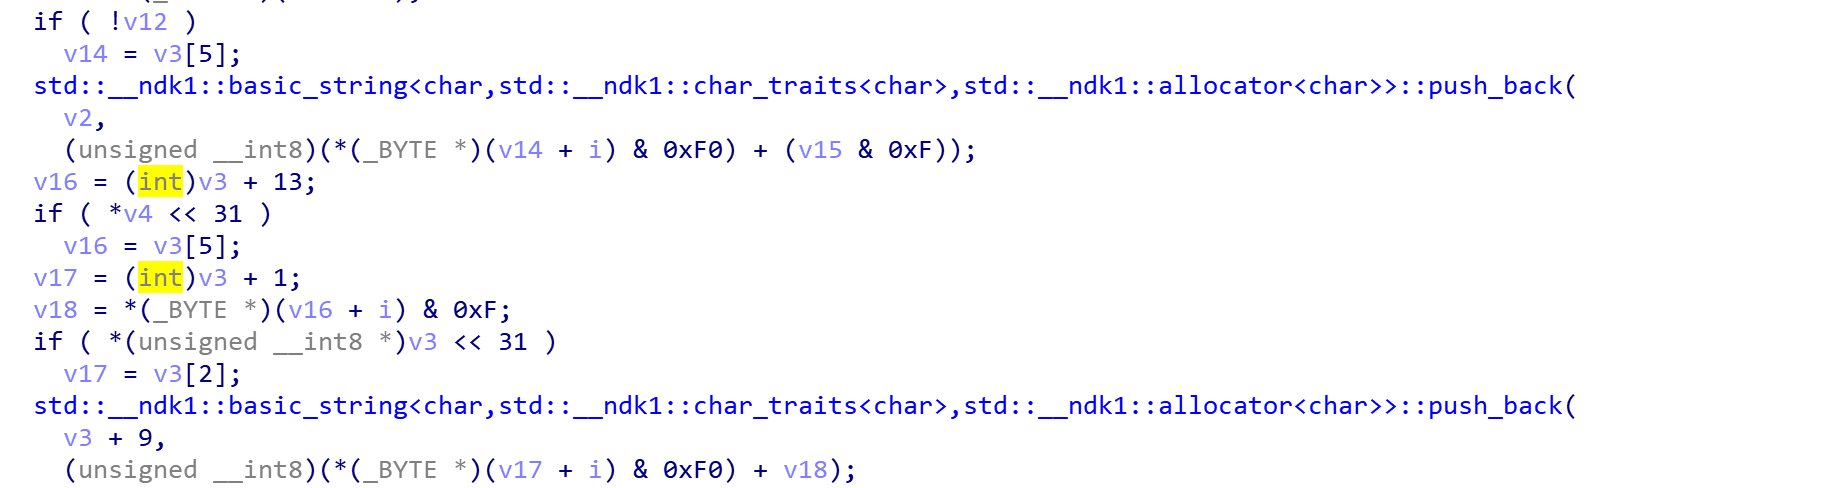 if ( !v12 )
v14 = v3[5];
std::__ndk1::basic_string<char,std::__ndk1::char_traits<char>,std::__ndk1::allocator<char>>::push_back(
v2,
(unsigned __int8)(*(_BYTE *)(v14 + i) & 0xF0) + (v15 & 0xF));
v16 = (int)v3 + 13;
if ( *v4 << 31 )
v16 = v3[5];
v17 = (int)v3 + 1;
v18 = *(_BYTE *)(v16 + i) & 0xF;
if ( *(unsigned __int8 *)v3 << 31 )
v17 = v3[2];
std::__ndk1::basic_string<char,std::__ndk1::char_traits<char>,std::__ndk1::allocator<char>>::push_back(
v3 + 9,
(unsigned __int8)(*(_BYTE *)(v17 + i) & 0xF0) + v18);